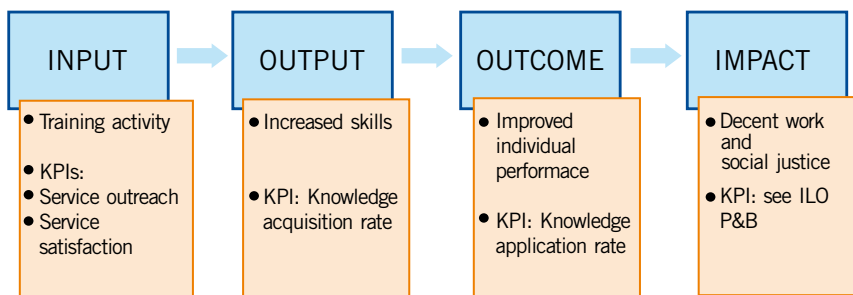 INPUT
• Training activity
• KPIs:
• Service outreach
• Service
satisfaction
OUTPUT
• Increased skills
• KPI: Knowledge
acquisition rate
OUTCOME
• Improved
individual
performace
• KPI: Knowledge
application rate
IMPACT
• Decent work
and
social justice
• KPI: see ILO
P&B